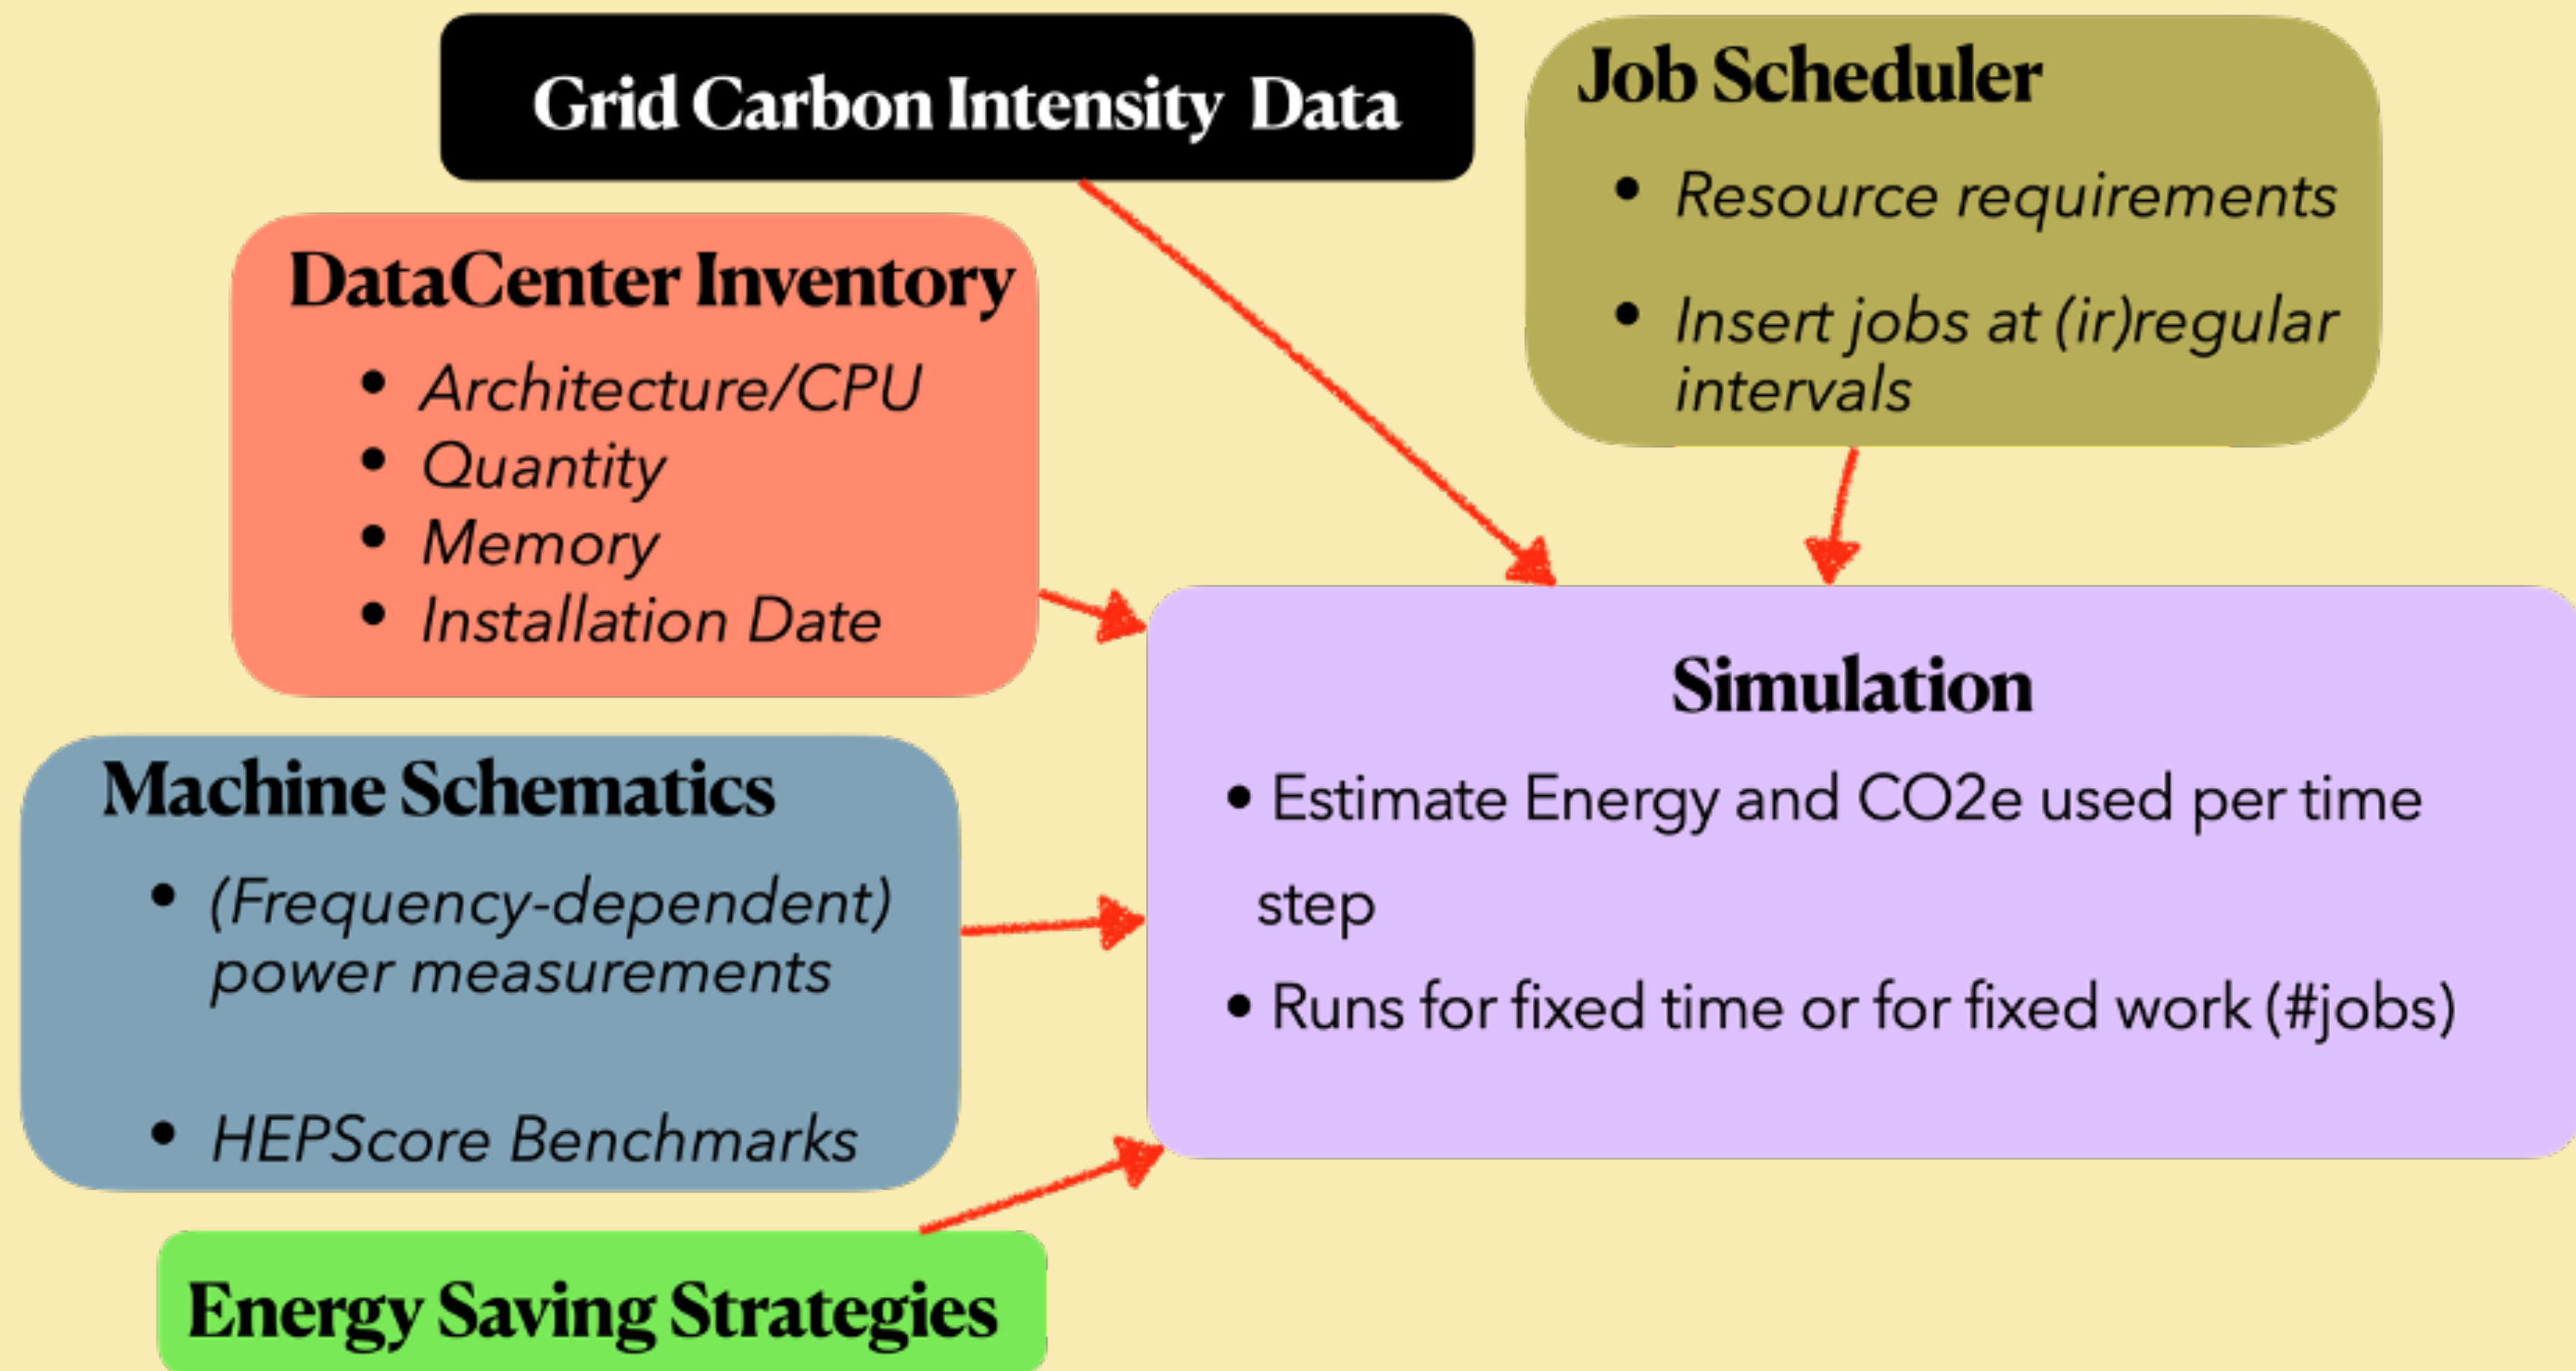 Grid Carbon Intensity Data
Job Scheduler
• Resource requirements
• Insert jobs at (ir)regular
intervals
DataCenter Inventory
• Architecture/CPU
• Quantity
• Memory
• Installation Date
Machine Schematics
• (Frequency-dependent)
power measurements
• HEPScore Benchmarks
Simulation
• Estimate Energy and CO2e used per time
step
• Runs for fixed time or for fixed work (#jobs)
Energy Saving Strategies